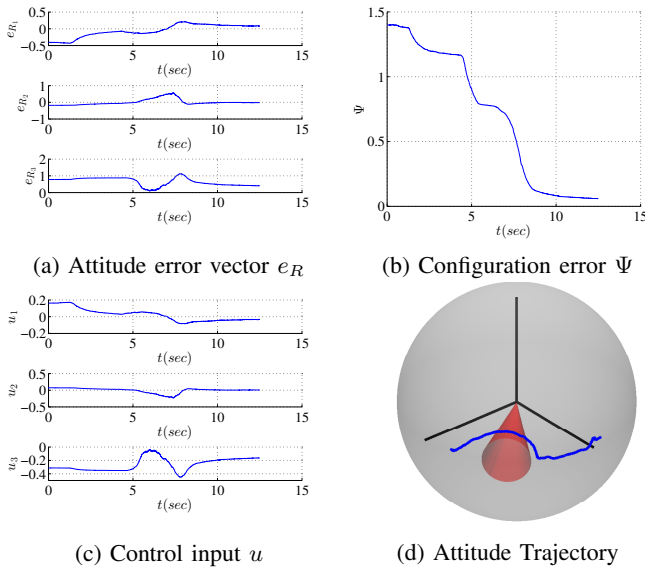 0.5
0
−0.5
e_{R_1}
0 5 10 15
t(sec)
1
0
−1
e_{R_2}
0 5 10 15
t(sec)
2
1
0
e_{R_3}
0 5 10 15
t(sec)
(a) Attitude error vector e_R
1.5
1
0.5
0
Ψ
0 5 10 15
t(sec)
(b) Configuration error Ψ
0.2
0
−0.2
u_1
0 5 10 15
t(sec)
0.5
0
−0.5
u_2
0 5 10 15
t(sec)
0
−0.2
−0.4
u_3
0 5 10 15
t(sec)
(c) Control input u
(d) Attitude Trajectory